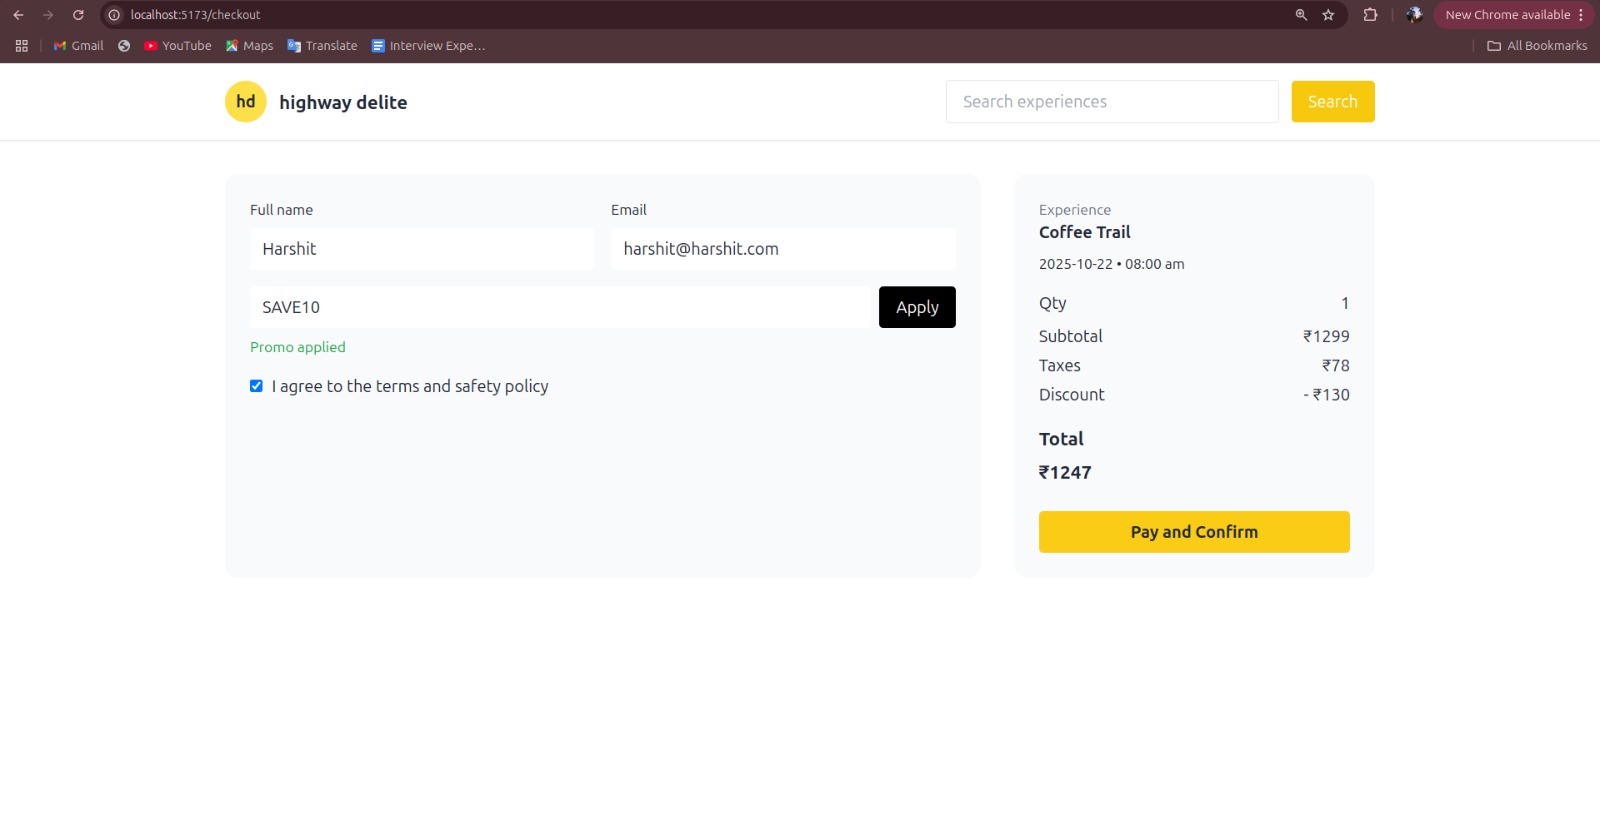 localhost:5173/checkout
New Chrome available
Gmail
YouTube
Maps
Translate
Interview Expe...
All Bookmarks
hd
highway delite
Search experiences
Search
Full name
Email
Harshit
harshit@harshit.com
SAVE10
Apply
Promo applied
I agree to the terms and safety policy
Experience
Coffee Trail
2025-10-22 • 08:00 am
Qty 1
Subtotal ₹1299
Taxes ₹78
Discount - ₹130
Total
₹1247
Pay and Confirm